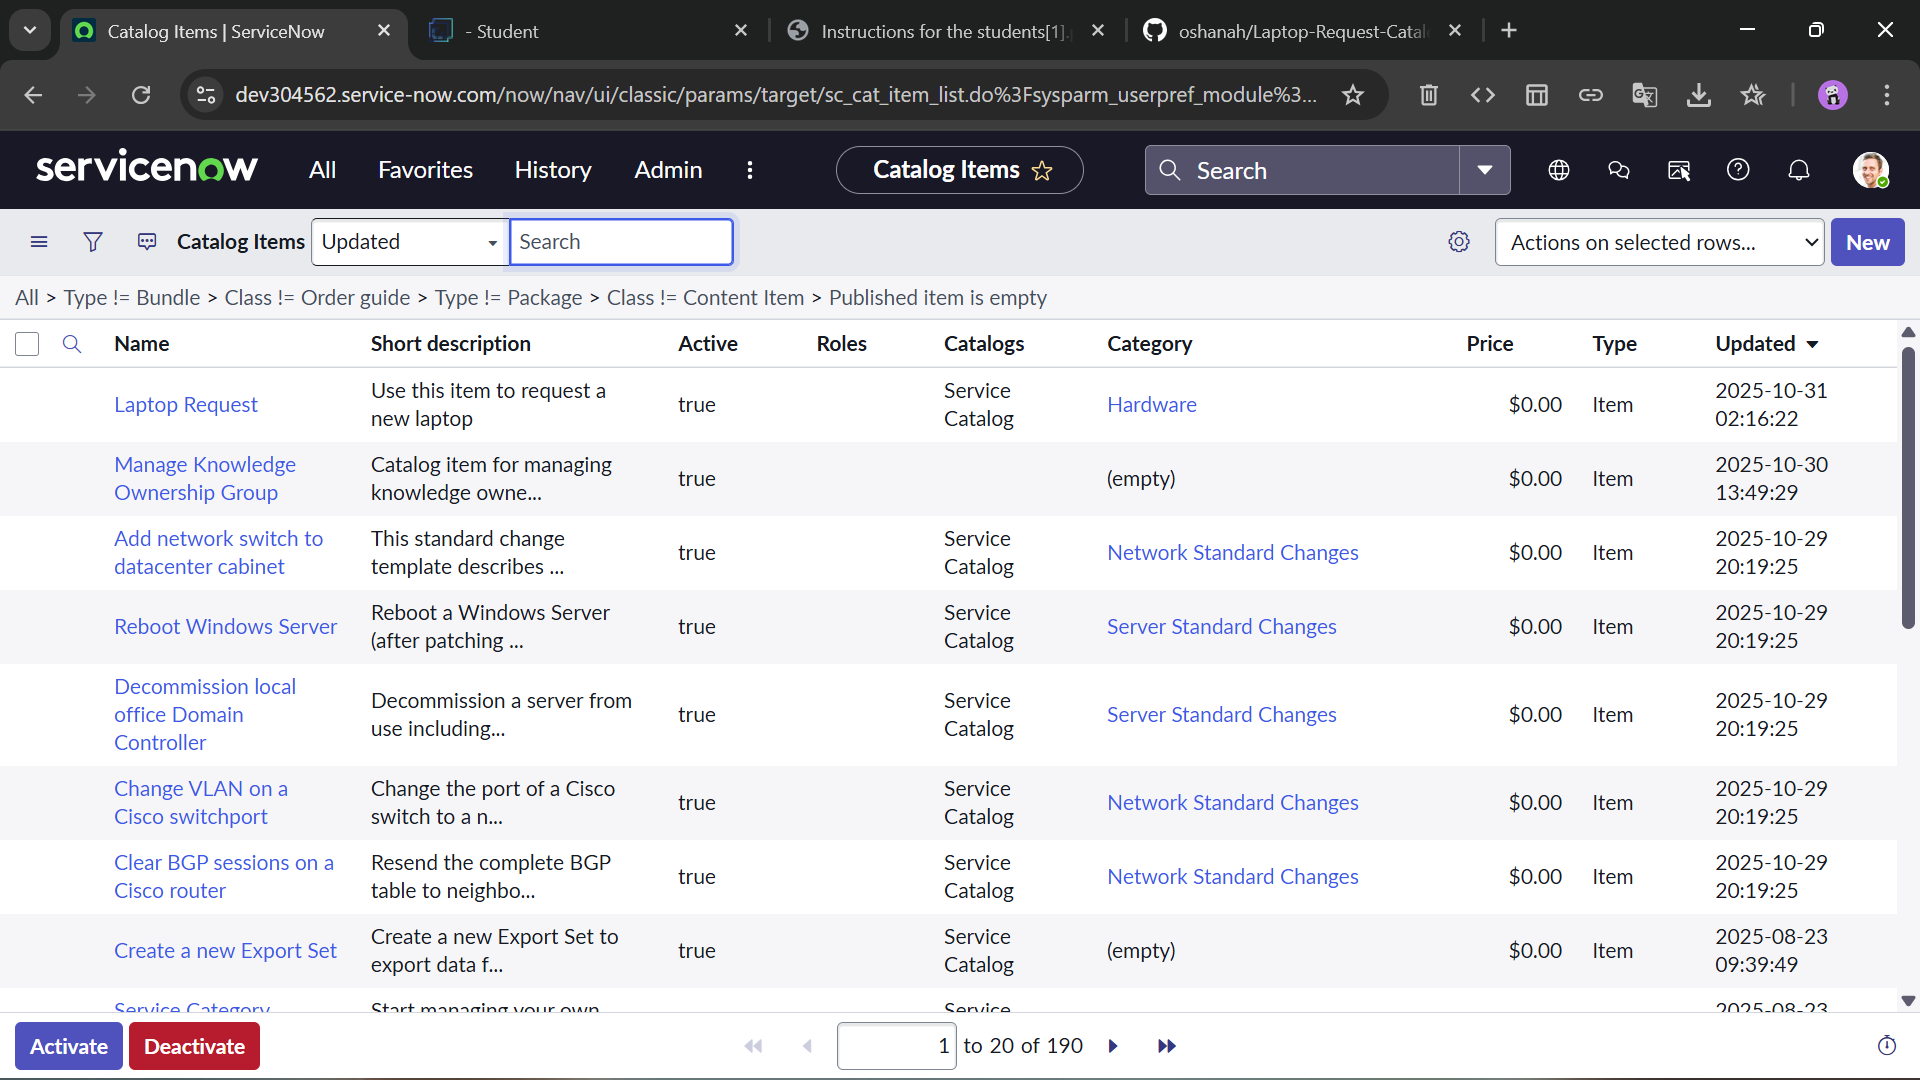 Catalog Items | ServiceNow
- Student
Instructions for the students[1].
oshanah/Laptop-Request-Catal
dev304562.service-now.com/now/nav/ui/classic/params/target/sc_cat_item_list.do%3Fsysparm_userpref_module%3...
servicenow All Favorites History Admin Catalog Items Search
Catalog Items Updated Search Actions on selected rows... New
All > Type != Bundle > Class != Order guide > Type != Package > Class != Content Item > Published item is empty
Name Short description Active Roles Catalogs Category Price Type Updated
Laptop Request Use this item to request a new laptop true Service Catalog Hardware $0.00 Item 2025-10-31 02:16:22
Manage Knowledge Ownership Group Catalog item for managing knowledge owne... true (empty) $0.00 Item 2025-10-30 13:49:29
Add network switch to datacenter cabinet This standard change template describes ... true Service Catalog Network Standard Changes $0.00 Item 2025-10-29 20:19:25
Reboot Windows Server Reboot a Windows Server (after patching ... true Service Catalog Server Standard Changes $0.00 Item 2025-10-29 20:19:25
Decommission local office Domain Controller Decommission a server from use including... true Service Catalog Server Standard Changes $0.00 Item 2025-10-29 20:19:25
Change VLAN on a Cisco switchport Change the port of a Cisco switch to a n... true Service Catalog Network Standard Changes $0.00 Item 2025-10-29 20:19:25
Clear BGP sessions on a Cisco router Resend the complete BGP table to neighbo... true Service Catalog Network Standard Changes $0.00 Item 2025-10-29 20:19:25
Create a new Export Set Create a new Export Set to export data f... true Service Catalog (empty) $0.00 Item 2025-08-23 09:39:49
Service Category Start managing your own Service 2025-08-23
Activate Deactivate 1 to 20 of 190